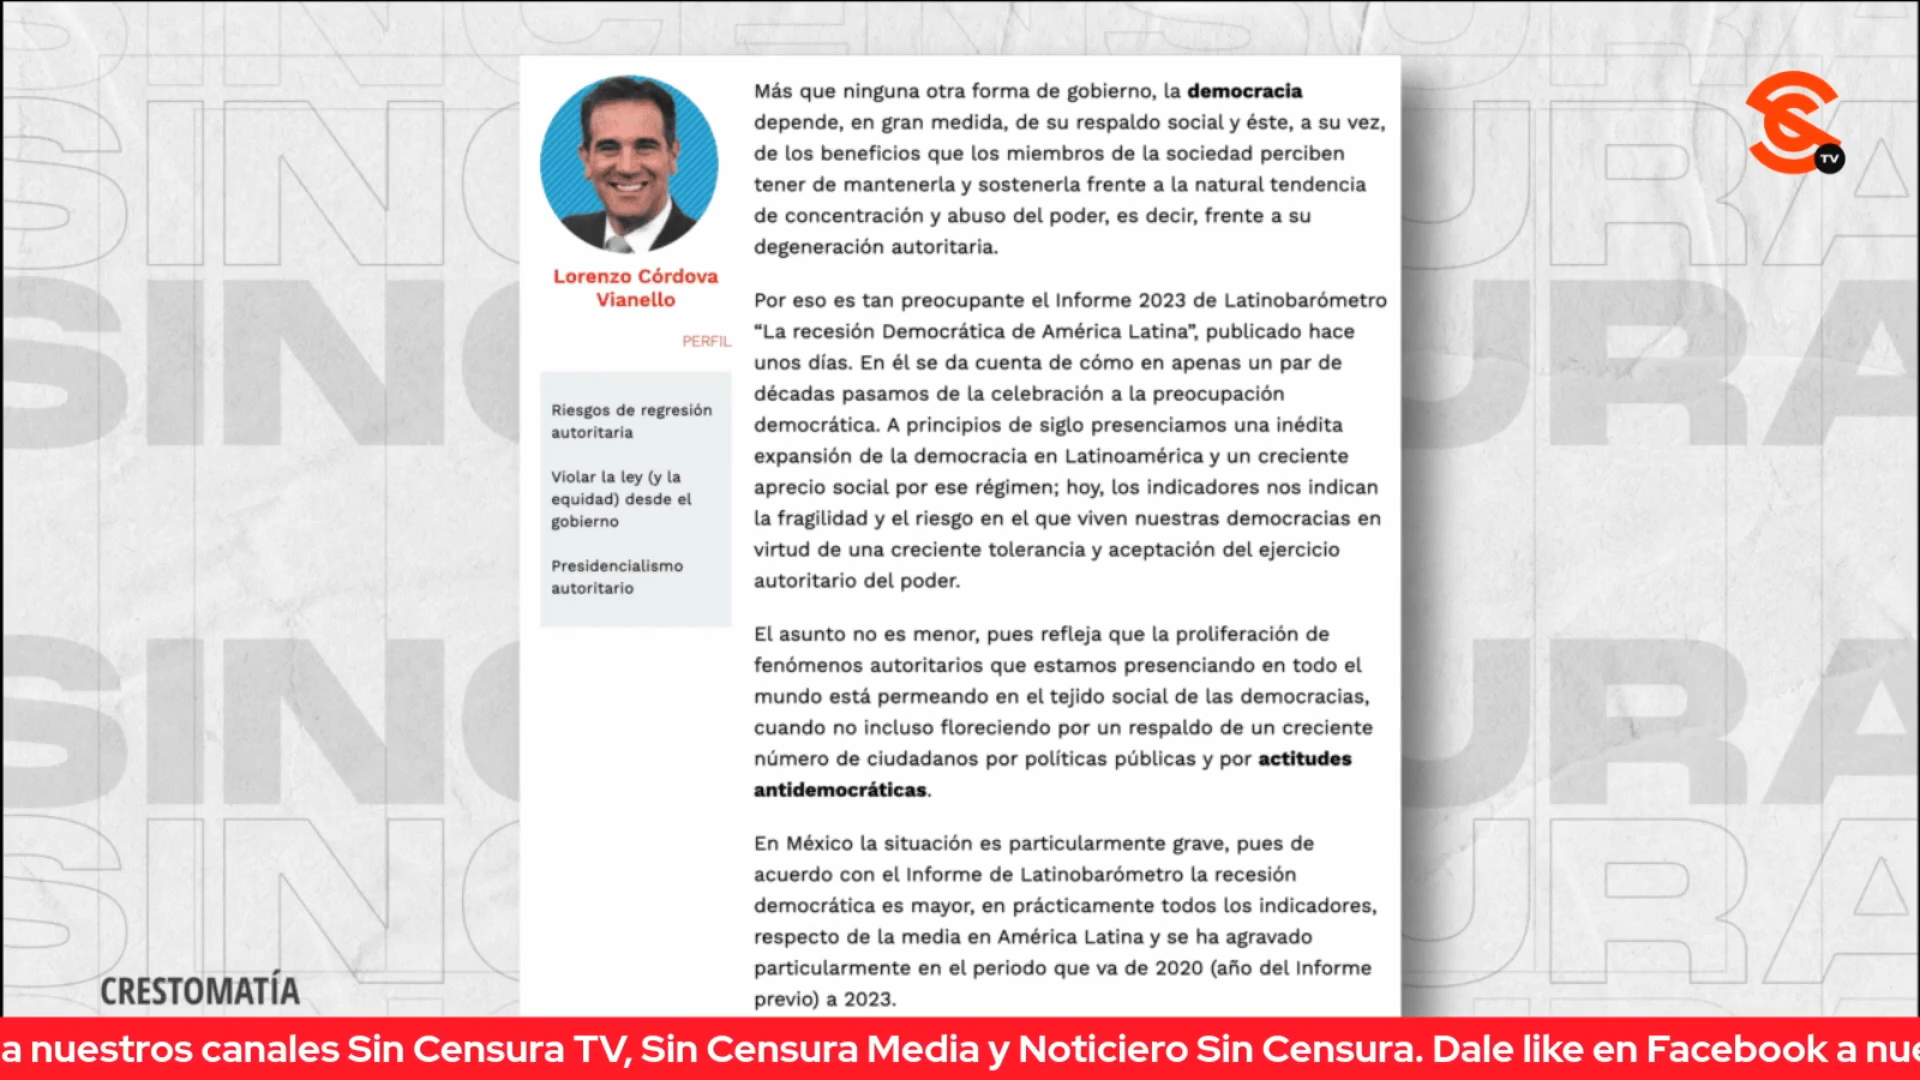 Lorenzo Córdova
Vianello
PERFIL
Riesgos de regresión
autoritaria
Violar la ley (y la
equidad) desde el
gobierno
Presidencialismo
autoritario
Más que ninguna otra forma de gobierno, la democracia
depende, en gran medida, de su respaldo social y éste, a su vez,
de los beneficios que los miembros de la sociedad perciben
tener de mantenerla y sostenerla frente a la natural tendencia
de concentración y abuso del poder, es decir, frente a su
degeneración autoritaria.
Por eso es tan preocupante el Informe 2023 de Latinobarómetro
“La recesión Democrática de América Latina”, publicado hace
unos días. En él se da cuenta de cómo en apenas un par de
décadas pasamos de la celebración a la preocupación
democrática. A principios de siglo presenciamos una inédita
expansión de la democracia en Latinoamérica y un creciente
aprecio social por ese régimen; hoy, los indicadores nos indican
la fragilidad y el riesgo en el que viven nuestras democracias en
virtud de una creciente tolerancia y aceptación del ejercicio
autoritario del poder.
El asunto no es menor, pues refleja que la proliferación de
fenómenos autoritarios que estamos presenciando en todo el
mundo está permeando en el tejido social de las democracias,
cuando no incluso floreciendo por un respaldo de un creciente
número de ciudadanos por políticas públicas y por actitudes
antidemocráticas.
En México la situación es particularmente grave, pues de
acuerdo con el Informe de Latinobarómetro la recesión
democrática es mayor, en prácticamente todos los indicadores,
respecto de la media en América Latina y se ha agravado
particularmente en el periodo que va de 2020 (año del Informe
previo) a 2023.
TV
CRESTOMATÍA
a nuestros canales Sin Censura TV, Sin Censura Media y Noticiero Sin Censura. Dale like en Facebook a nue